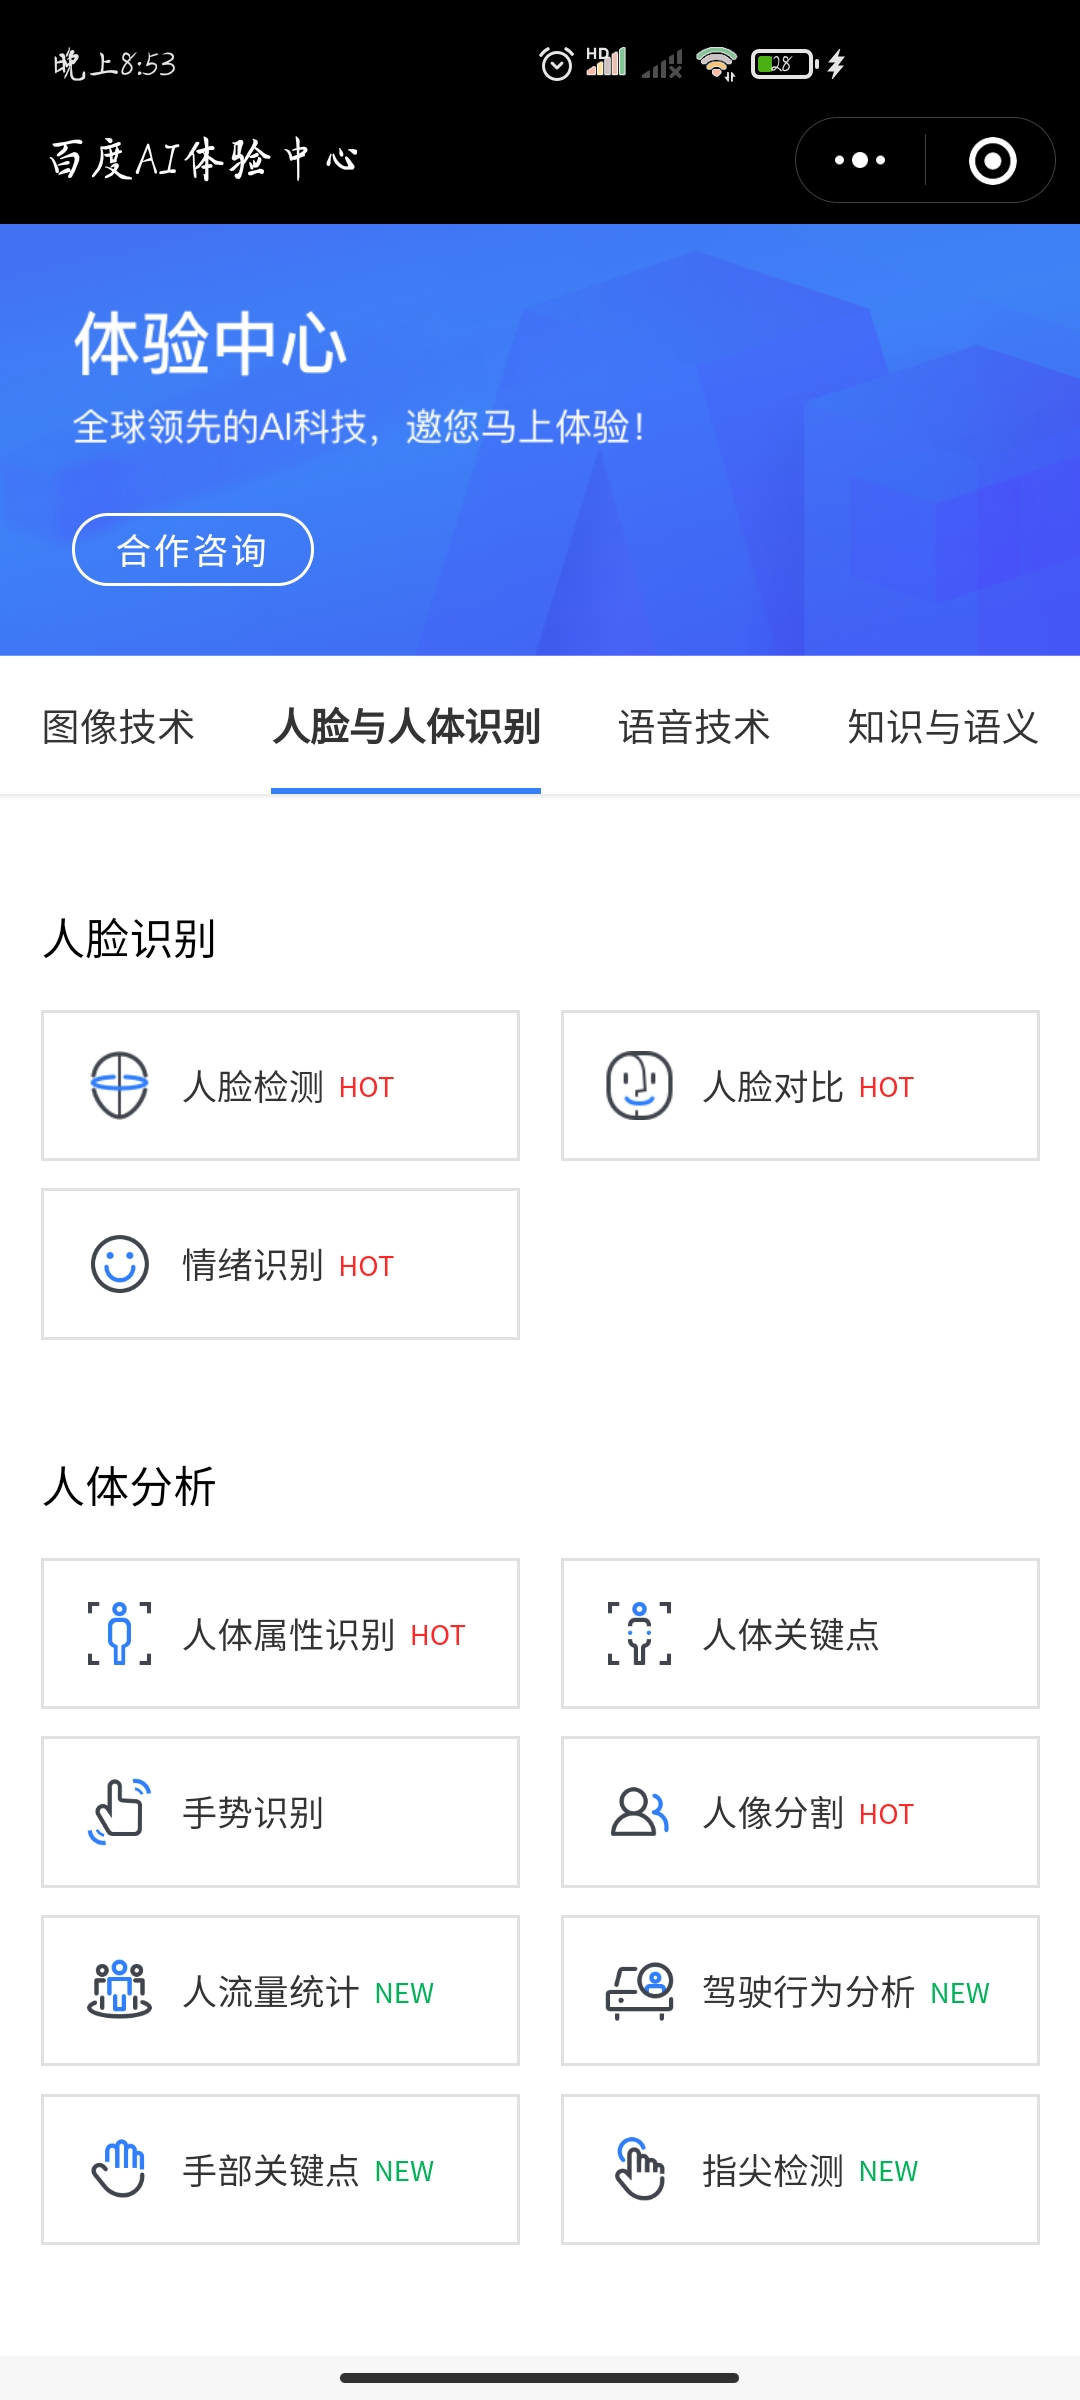 晚上8:53
HD
28
百度AI体验中心
体验中心
全球领先的AI科技，邀您马上体验！
合作咨询
图像技术 人脸与人体识别 语音技术 知识与语义
人脸识别
人脸检测 HOT
人脸对比 HOT
情绪识别 HOT
人体分析
人体属性识别 HOT
人体关键点
手势识别
人像分割 HOT
人流量统计 NEW
驾驶行为分析 NEW
手部关键点 NEW
指尖检测 NEW